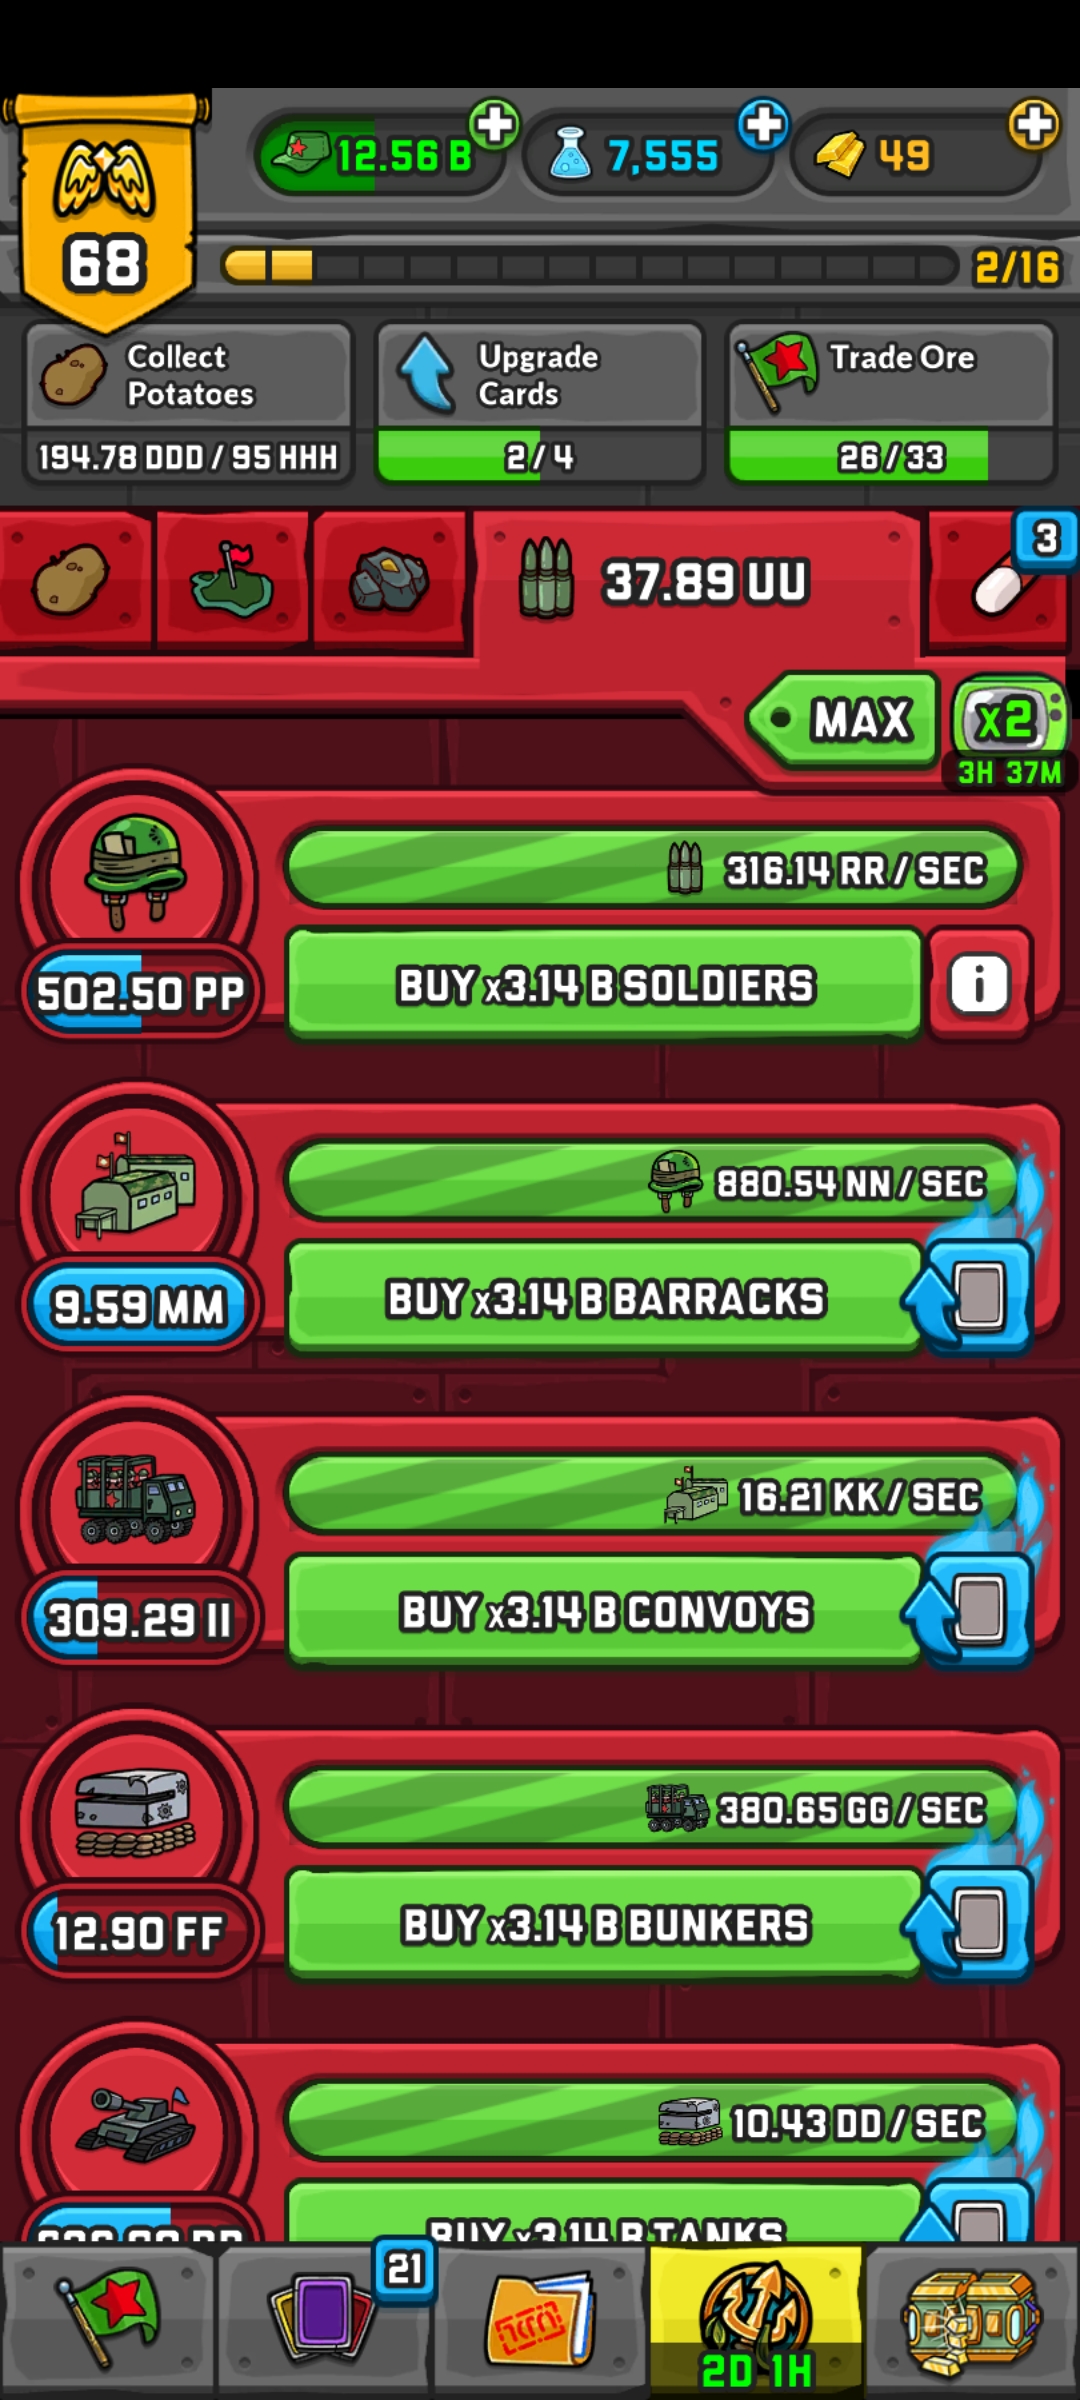 12.56 B
7,555
49
68
2/16
Collect
Potatoes
Upgrade
Cards
Trade Ore
194.78 DDD / 95 HHH
2 / 4
26 / 33
37.89 UU
3
MAX
x2
3H 37M
316.14 RR / SEC
502.50 PP
BUY x3.14 B SOLDIERS
i
880.54 NN / SEC
9.59 MM
BUY x3.14 B BARRACKS
16.21 KK / SEC
309.29 II
BUY x3.14 B CONVOYS
380.65 GG / SEC
12.90 FF
BUY x3.14 B BUNKERS
10.43 DD / SEC
BUY x3.14 B TANKS
21
2D 1H